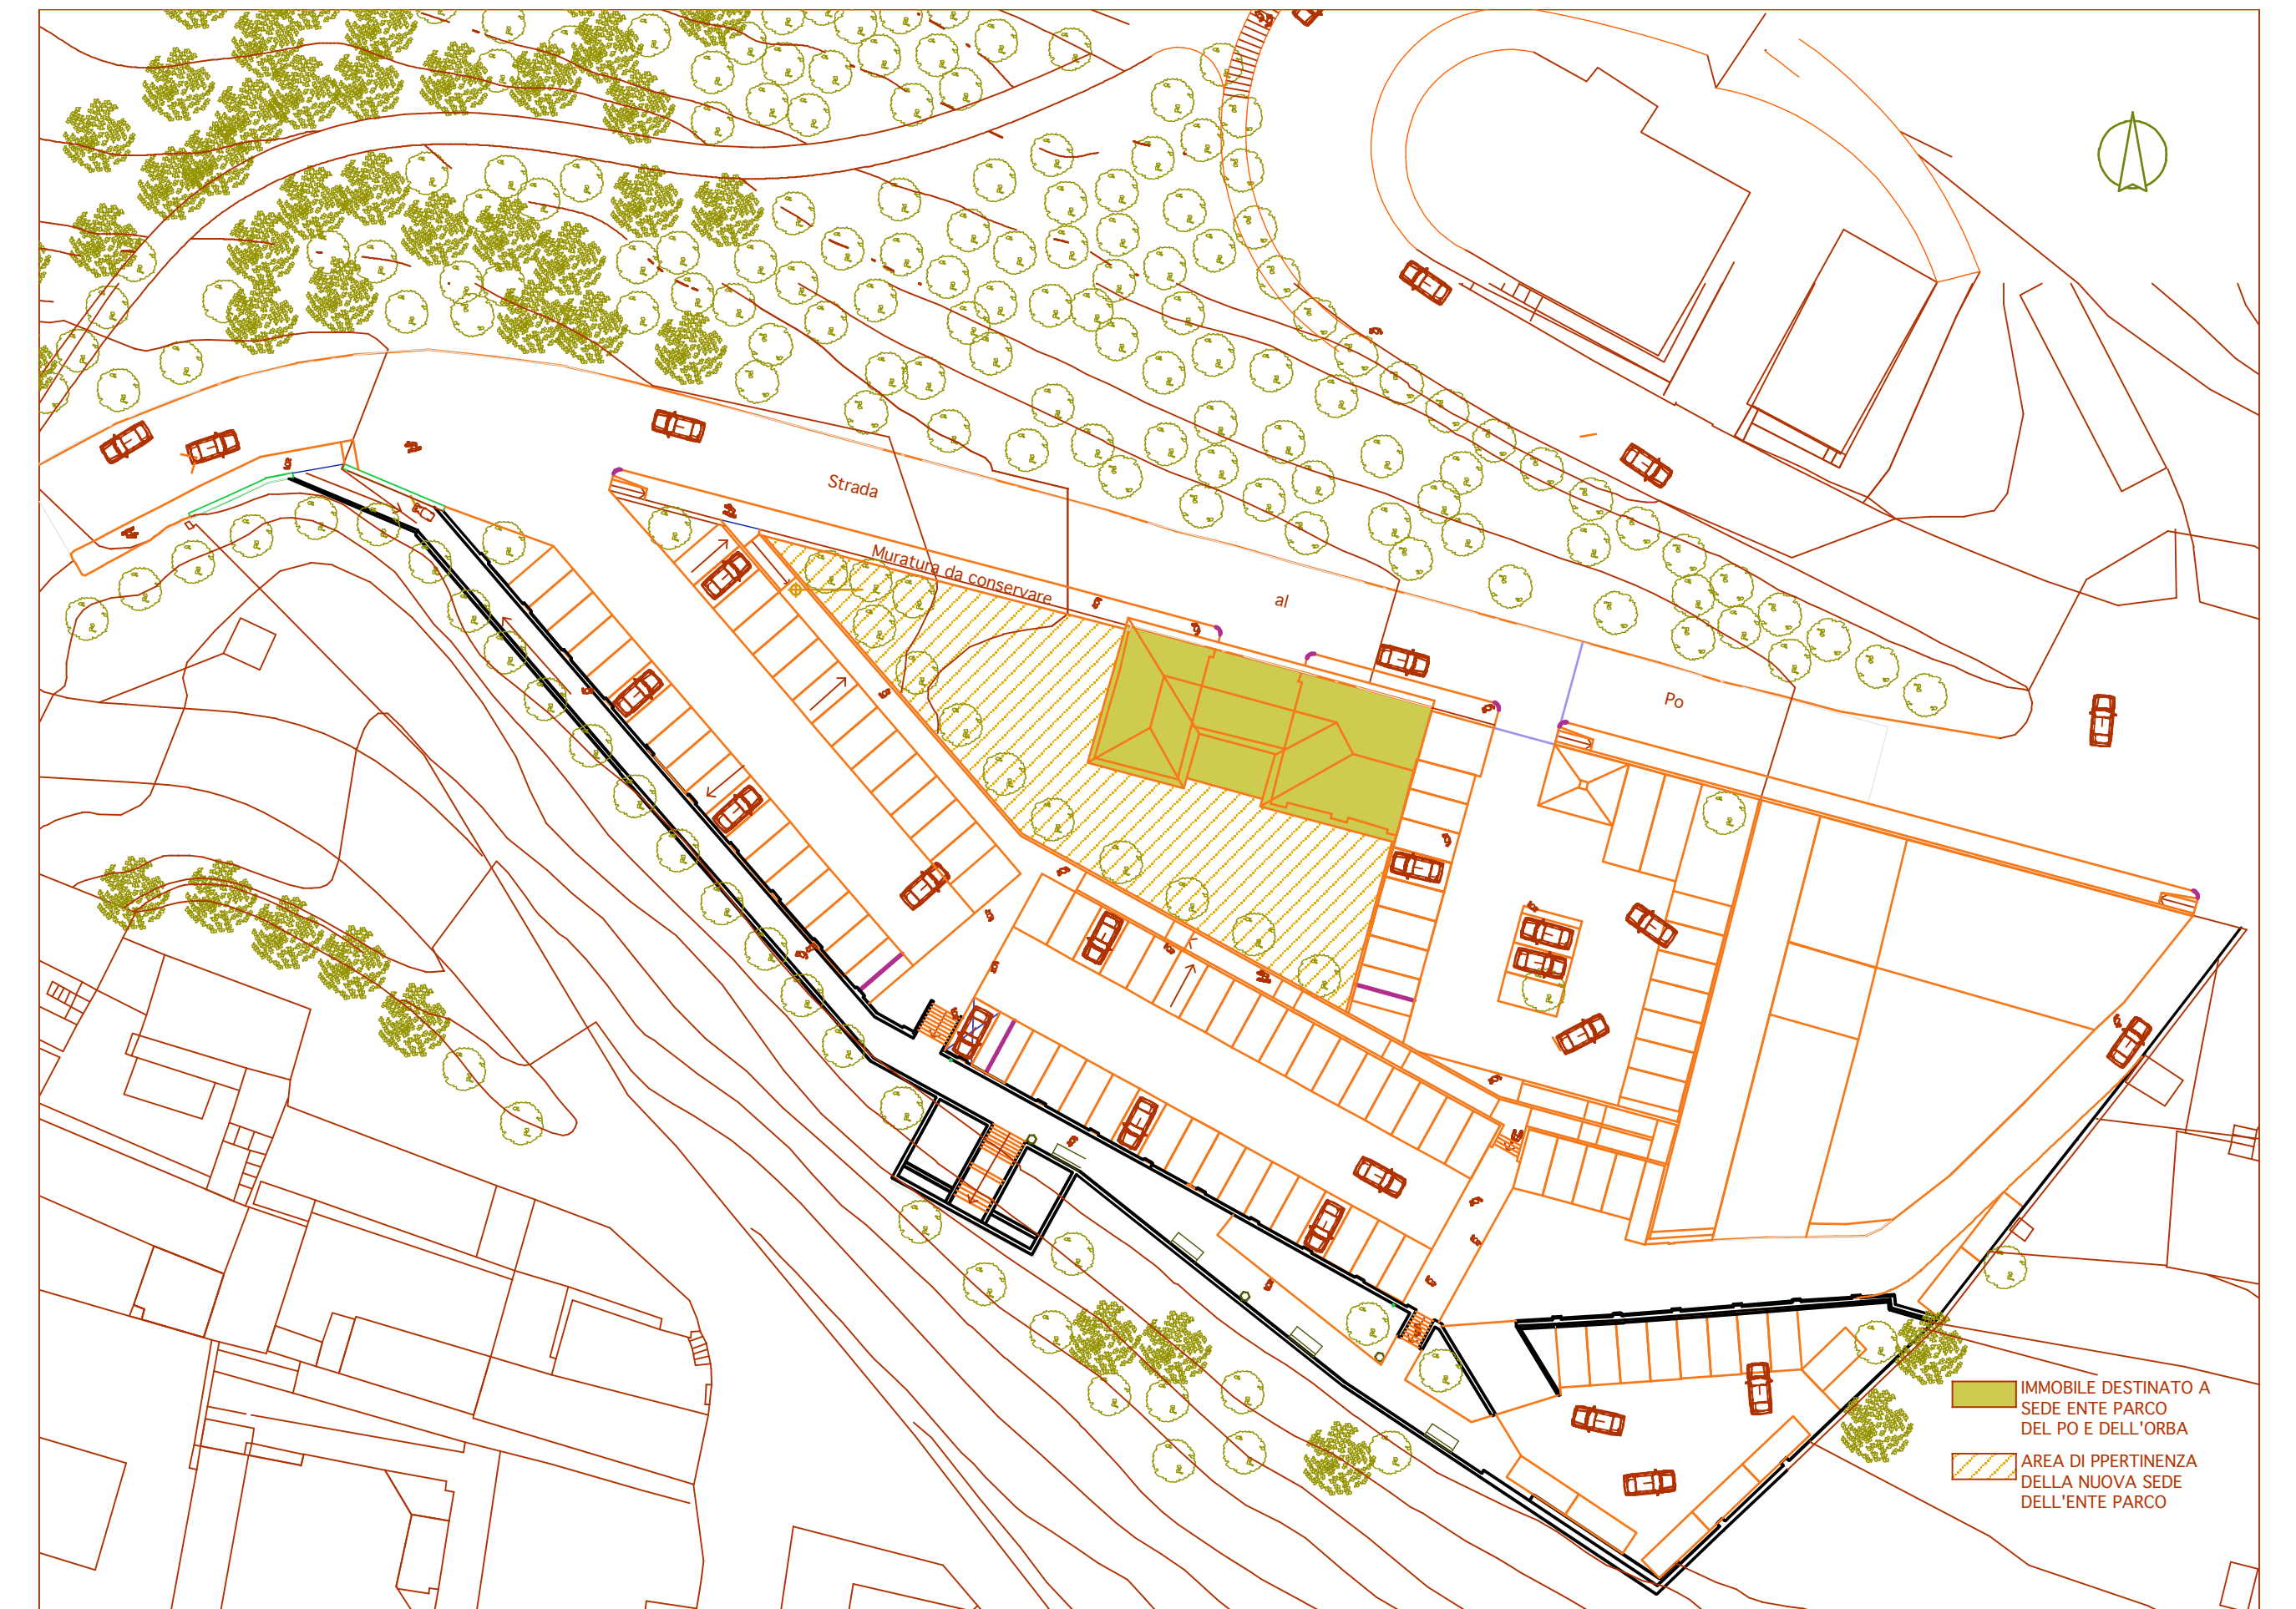 Strada
Muratura da conservare
al
Po
IMMOBILE DESTINATO A
SEDE ENTE PARCO
DEL PO E DELL'ORBA
AREA DI PPERTINENZA
DELLA NUOVA SEDE
DELL'ENTE PARCO